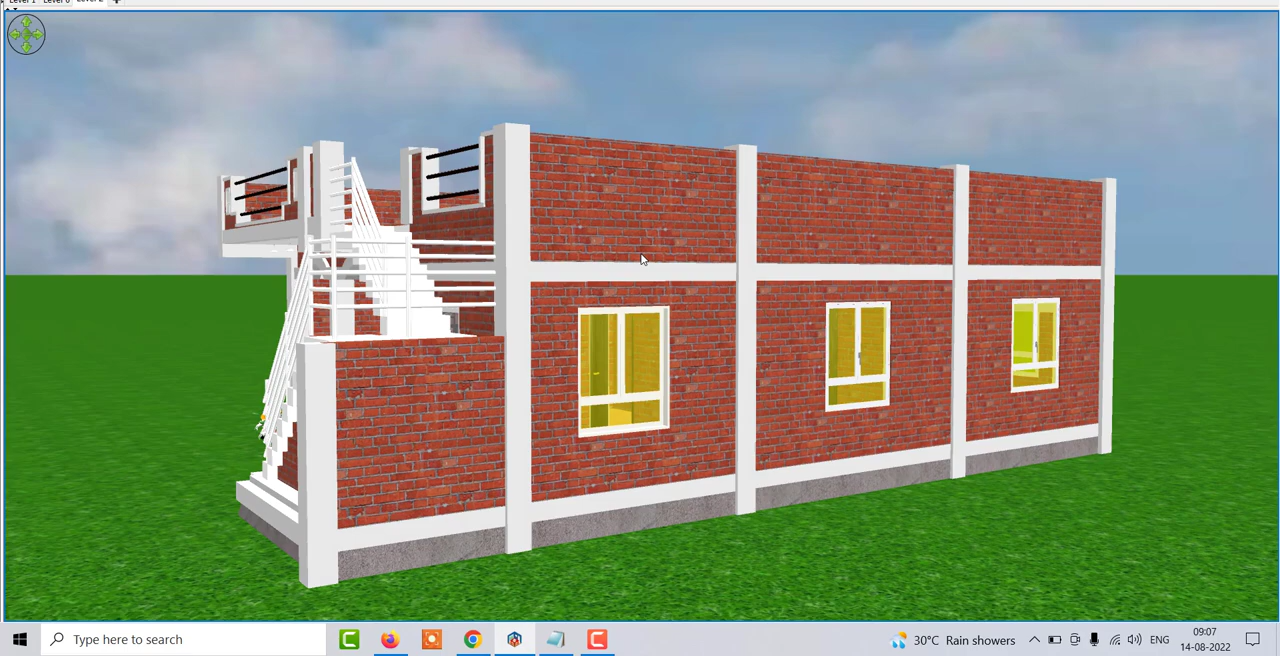 Type here to search
30°C Rain showers
ENG
09:07
14-08-2022